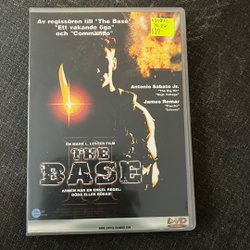 Av regissören till "The Base"
"Ett vakande öga"
och "Commando"
Antonio Sabato Jr.
James Remar
EN MARK L. LESTER FILM
THE
BASE
ARMÉN HAR EN ENKEL REGEL:
DÖDA ELLER DÖDAS!
DVD